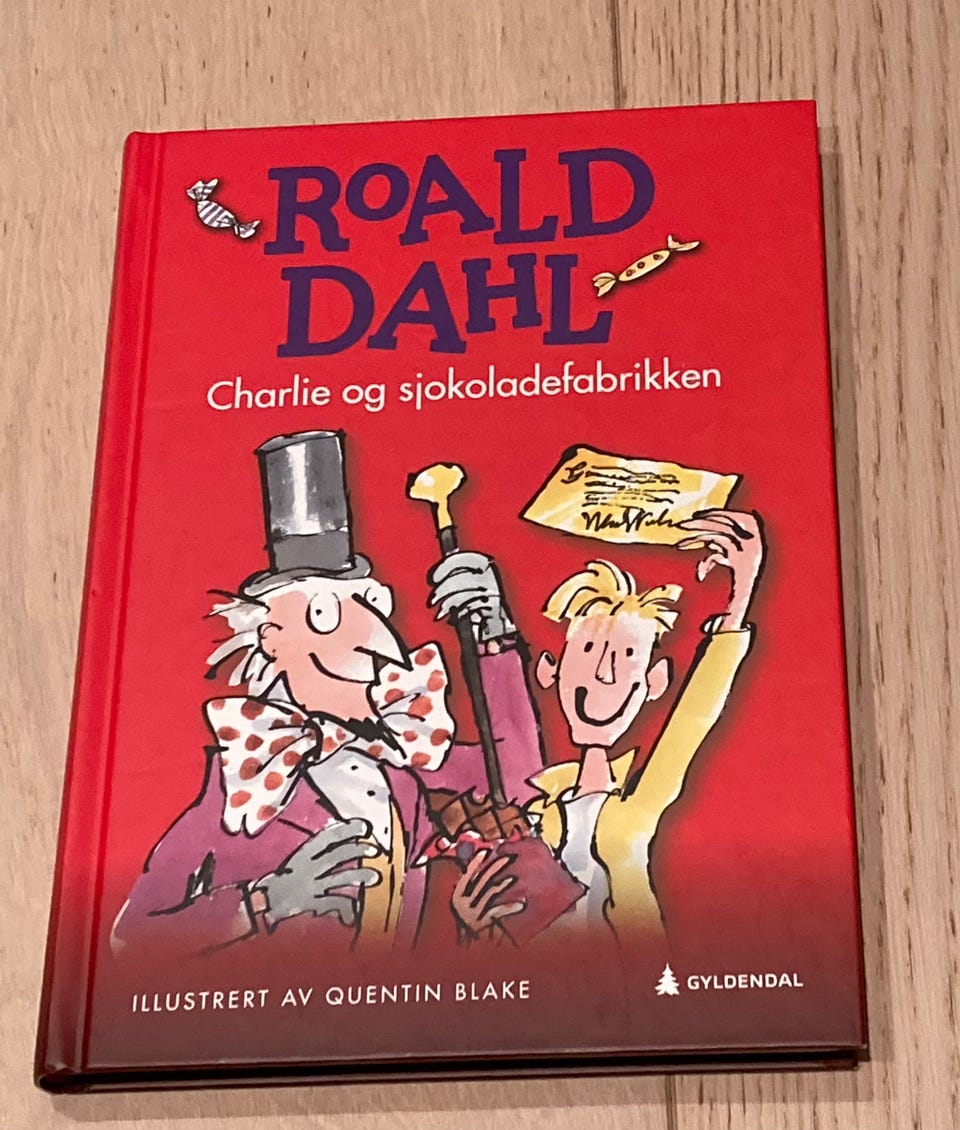 ROALD
DAHL
Charlie og sjokoladefabrikken
ILLUSTRERT AV QUENTIN BLAKE
GYLDENDAL